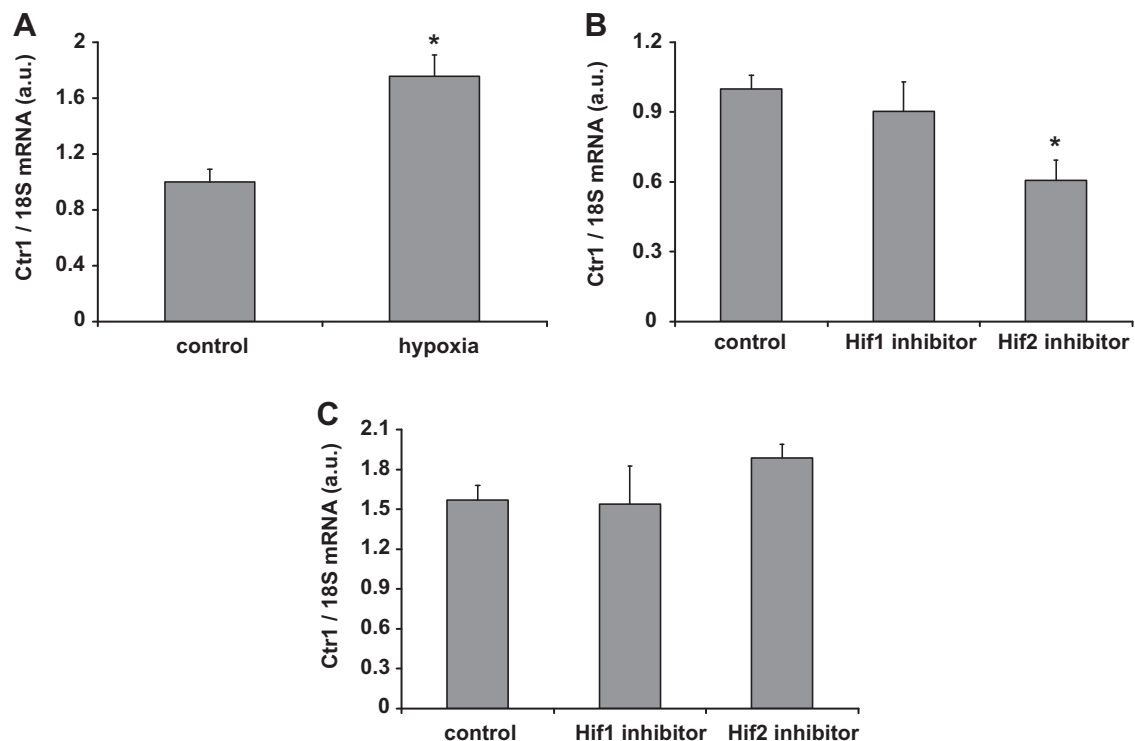 A
Ctr1 / 18S mRNA (a.u.)
2
1.6
1.2
0.8
0.4
0
*
control
hypoxia
B
Ctr1 / 18S mRNA (a.u.)
1.2
0.9
0.6
0.3
0
*
control
Hif1 inhibitor
Hif2 inhibitor
C
Ctr1 / 18S mRNA (a.u.)
2.1
1.8
1.5
1.2
0.9
0.6
0.3
0
control
Hif1 inhibitor
Hif2 inhibitor